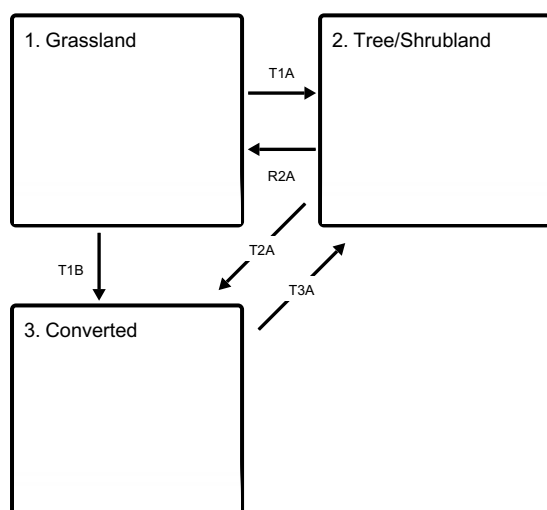 1. Grassland
2. Tree/Shrubland
T1A
R2A
T2A
T1B
T3A
3. Converted